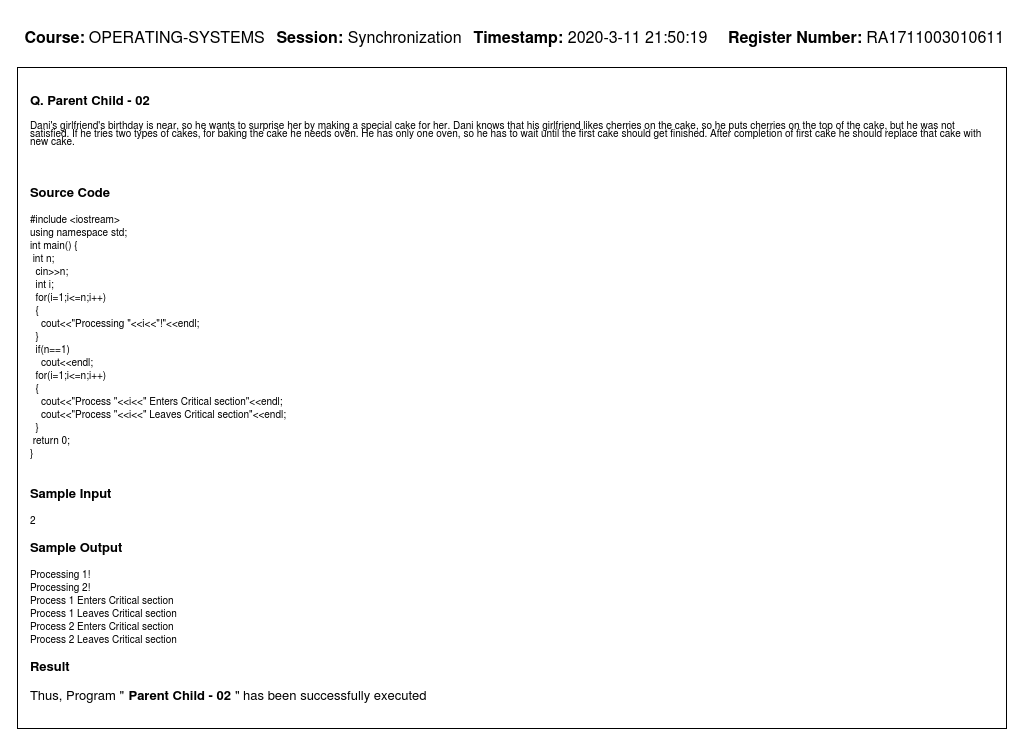 Course: OPERATING-SYSTEMS Session: Synchronization Timestamp: 2020-3-11 21:50:19 Register Number: RA1711003010611
Q. Parent Child - 02
Dani's girlfriend's birthday is near, so he wants to surprise her by making a special cake for her. Dani knows that his girlfriend likes cherries on the cake, so he puts cherries on the top of the cake, but he was not
satisfied. If he tries two types of cakes, for baking the cake he needs oven. He has only one oven, so he has to wait until the first cake should get finished. After completion of first cake he should replace that cake with
new cake.
Source Code
#include <iostream>
using namespace std;
int main() {
int n;
cin>>n;
int i;
for(i=1;i<=n;i++)
{
cout<<"Processing "<<i<<"!"<<endl;
}
if(n==1)
cout<<endl;
for(i=1;i<=n;i++)
{
cout<<"Process "<<i<<" Enters Critical section"<<endl;
cout<<"Process "<<i<<" Leaves Critical section"<<endl;
}
return 0;
}
Sample Input
2
Sample Output
Processing 1!
Processing 2!
Process 1 Enters Critical section
Process 1 Leaves Critical section
Process 2 Enters Critical section
Process 2 Leaves Critical section
Result
Thus, Program " Parent Child - 02 " has been successfully executed